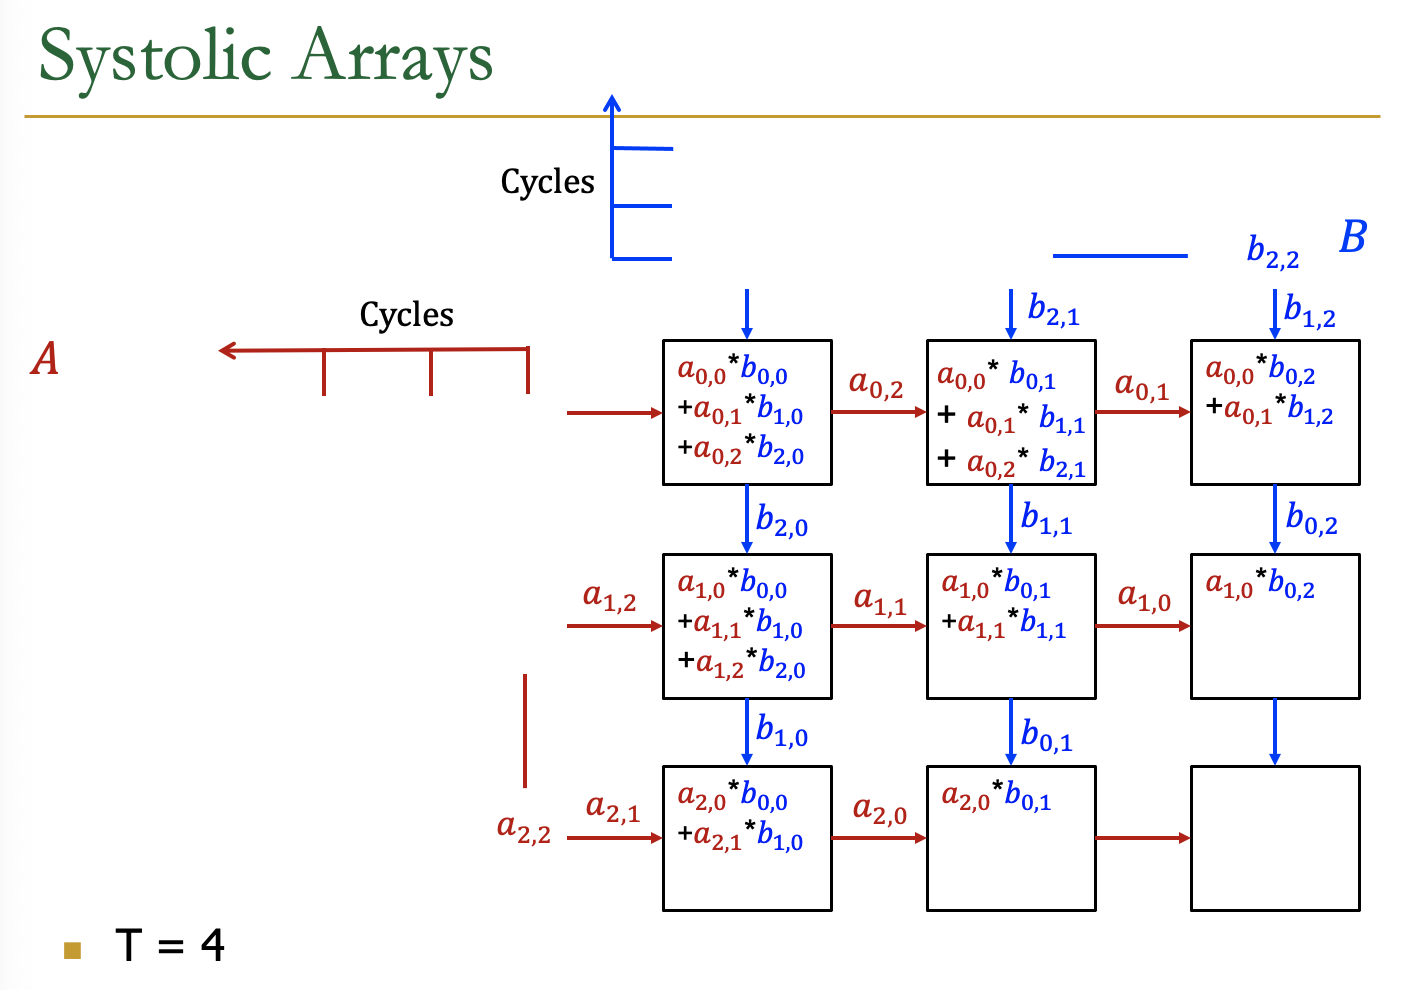 Systolic Arrays
Cycles
B
b2,2
Cycles
b2,1
b1,2
A
a0,0*b0,0
+a0,1*b1,0
+a0,2*b2,0
a0,2
a0,0* b0,1
+ a0,1* b1,1
+ a0,2* b2,1
a0,1
a0,0*b0,2
+a0,1*b1,2
b2,0
b1,1
b0,2
a1,2
a1,0*b0,0
+a1,1*b1,0
+a1,2*b2,0
a1,1
a1,0*b0,1
+a1,1*b1,1
a1,0
a1,0*b0,2
b1,0
b0,1
a2,2
a2,1
a2,0*b0,0
+a2,1*b1,0
a2,0
a2,0*b0,1
T = 4